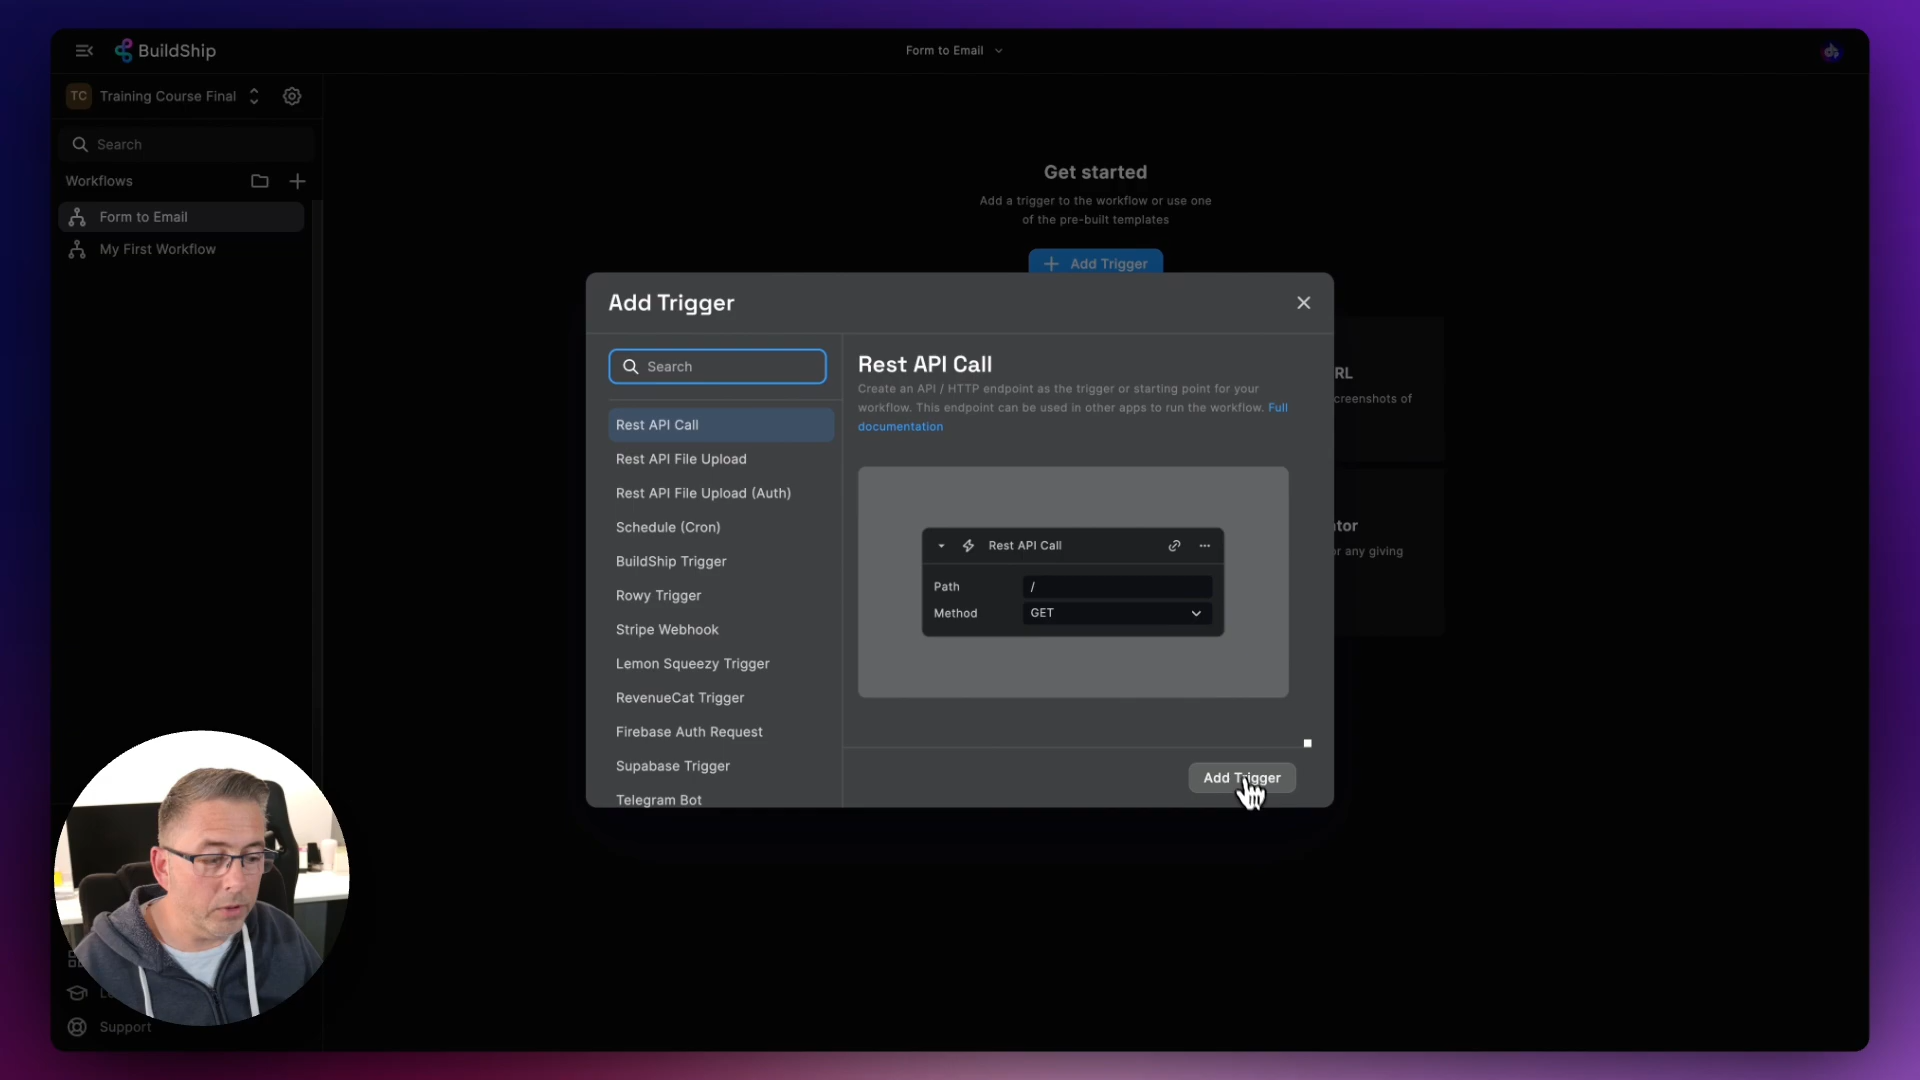 BuildShip
Form to Email
TC Training Course Final
Search
Workflows
Form to Email
My First Workflow
Support
Get started
Add a trigger to the workflow or use one
of the pre-built templates
Add Trigger
RL
creenshots of
ator
or any giving
Add Trigger
Search
Rest API Call
Rest API File Upload
Rest API File Upload (Auth)
Schedule (Cron)
BuildShip Trigger
Rowy Trigger
Stripe Webhook
Lemon Squeezy Trigger
RevenueCat Trigger
Firebase Auth Request
Supabase Trigger
Telegram Bot
Rest API Call
Create an API / HTTP endpoint as the trigger or starting point for your
workflow. This endpoint can be used in other apps to run the workflow. Full
documentation
Rest API Call
Path /
Method GET
Add Trigger